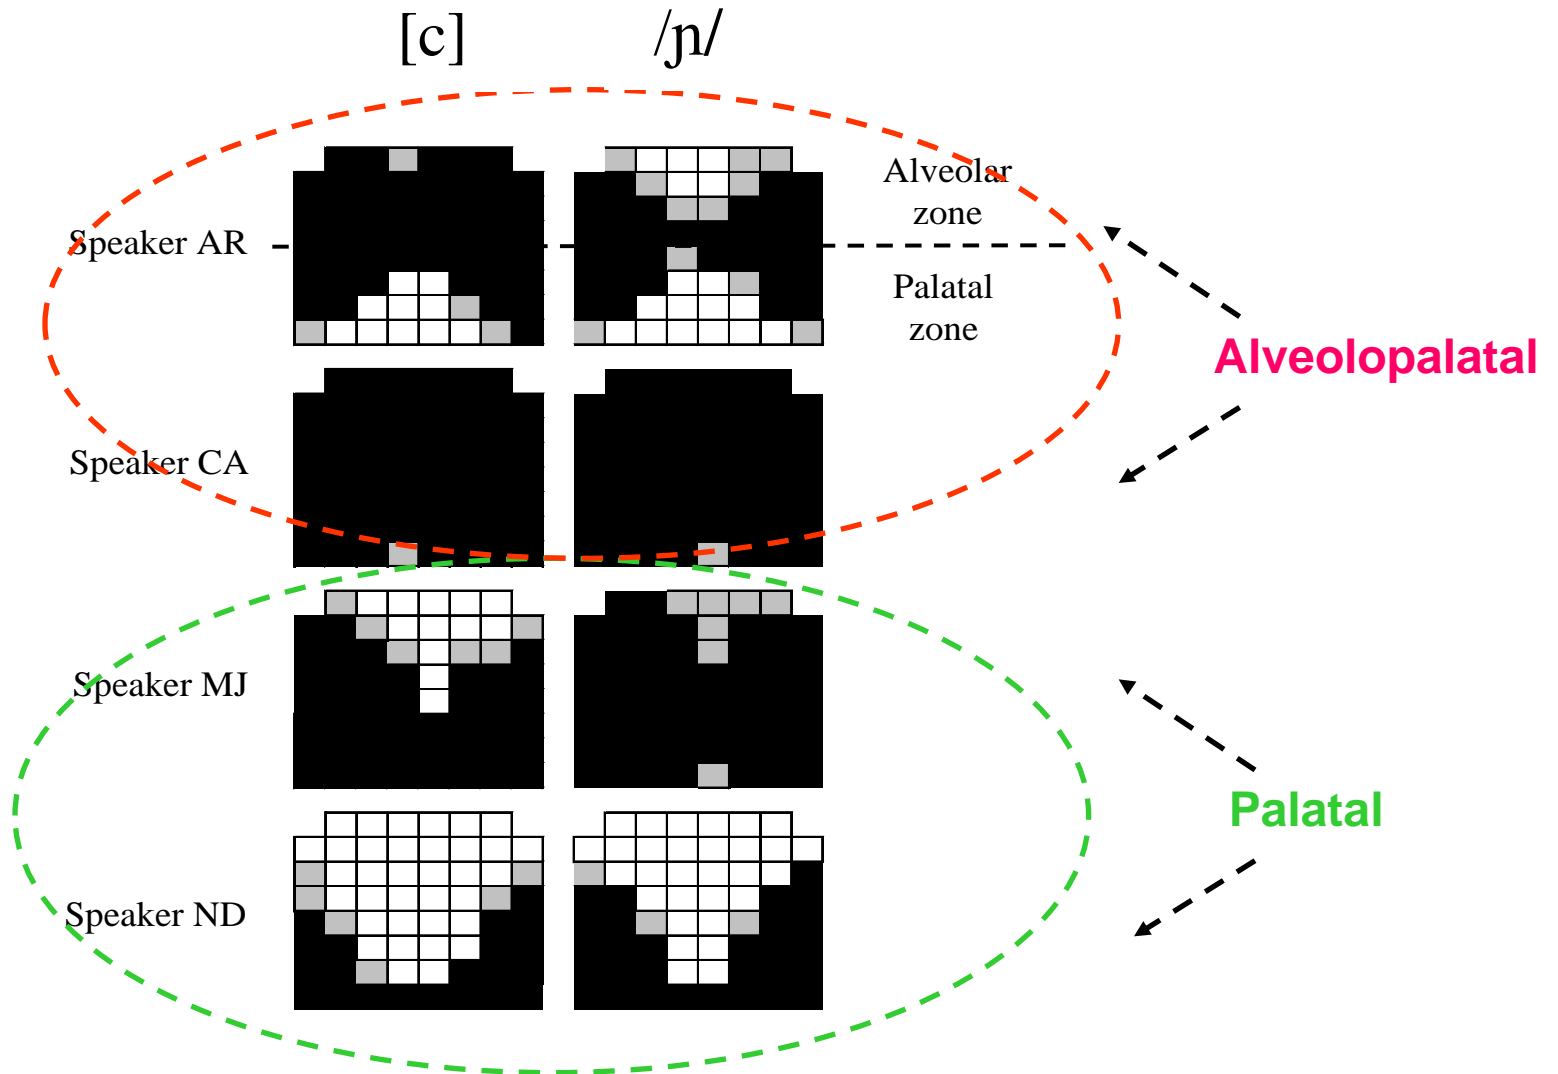 [c] /ɲ/
Alveolar
zone
Speaker AR
Palatal
zone
Alveolopalatal
Speaker CA
Speaker MJ
Palatal
Speaker ND